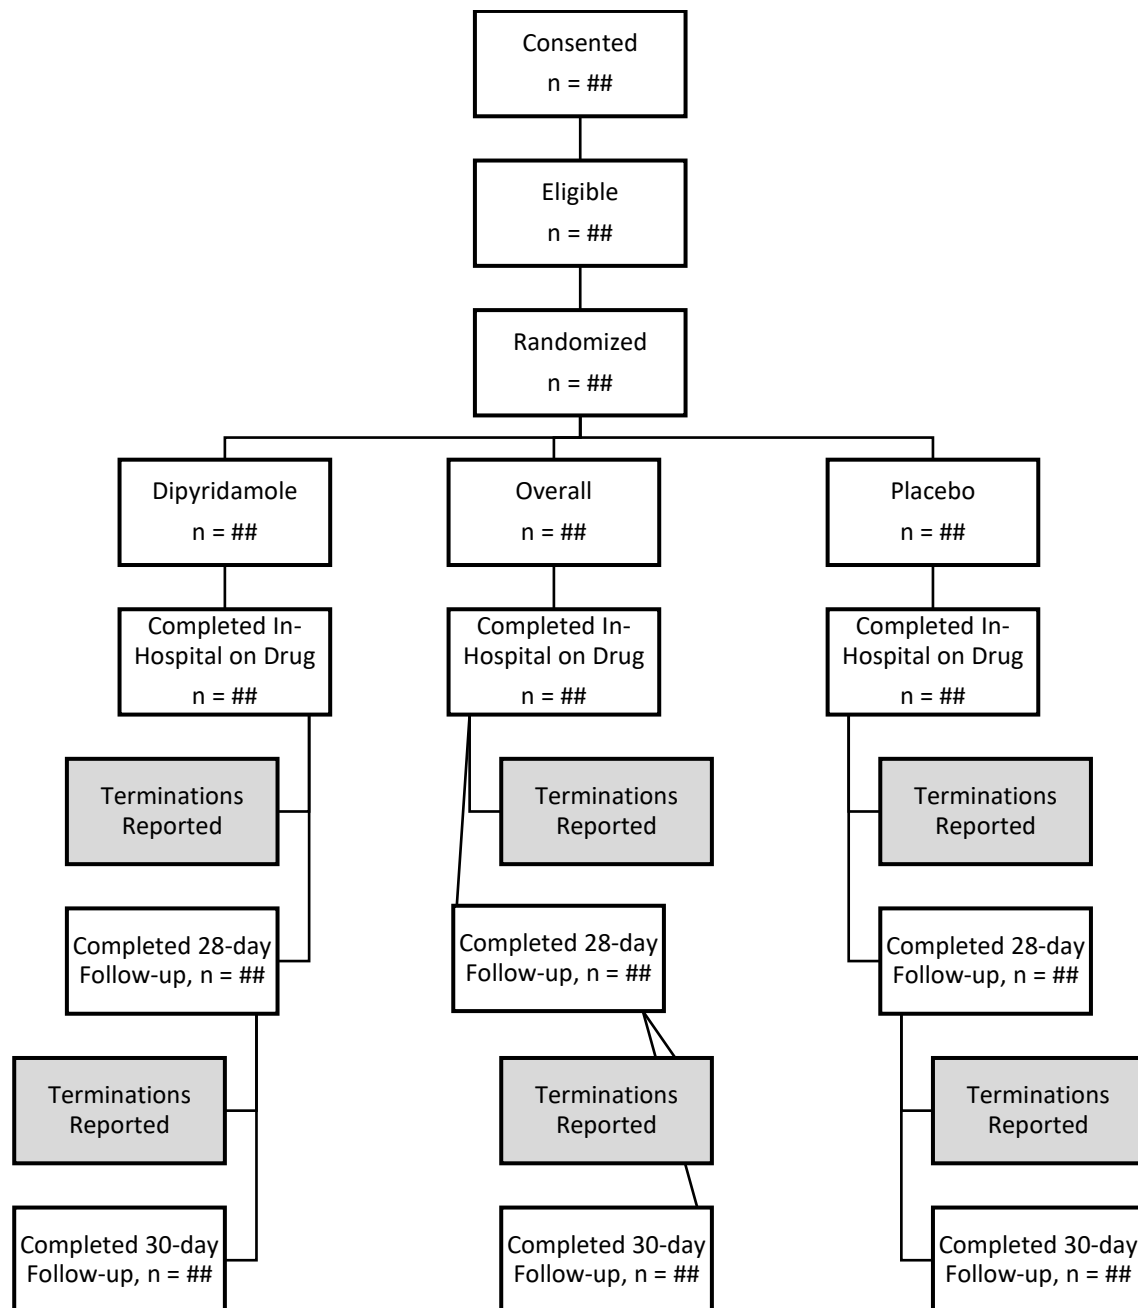 Consented
n = ##
Eligible
n = ##
Randomized
n = ##
Dipyridamole
n = ##
Overall
n = ##
Placebo
n = ##
Completed In-
Hospital on Drug
n = ##
Completed In-
Hospital on Drug
n = ##
Completed In-
Hospital on Drug
n = ##
Terminations
Reported
Terminations
Reported
Terminations
Reported
Completed 28-day
Follow-up, n = ##
Completed 28-day
Follow-up, n = ##
Completed 28-day
Follow-up, n = ##
Terminations
Reported
Terminations
Reported
Terminations
Reported
Completed 30-day
Follow-up, n = ##
Completed 30-day
Follow-up, n = ##
Completed 30-day
Follow-up, n = ##